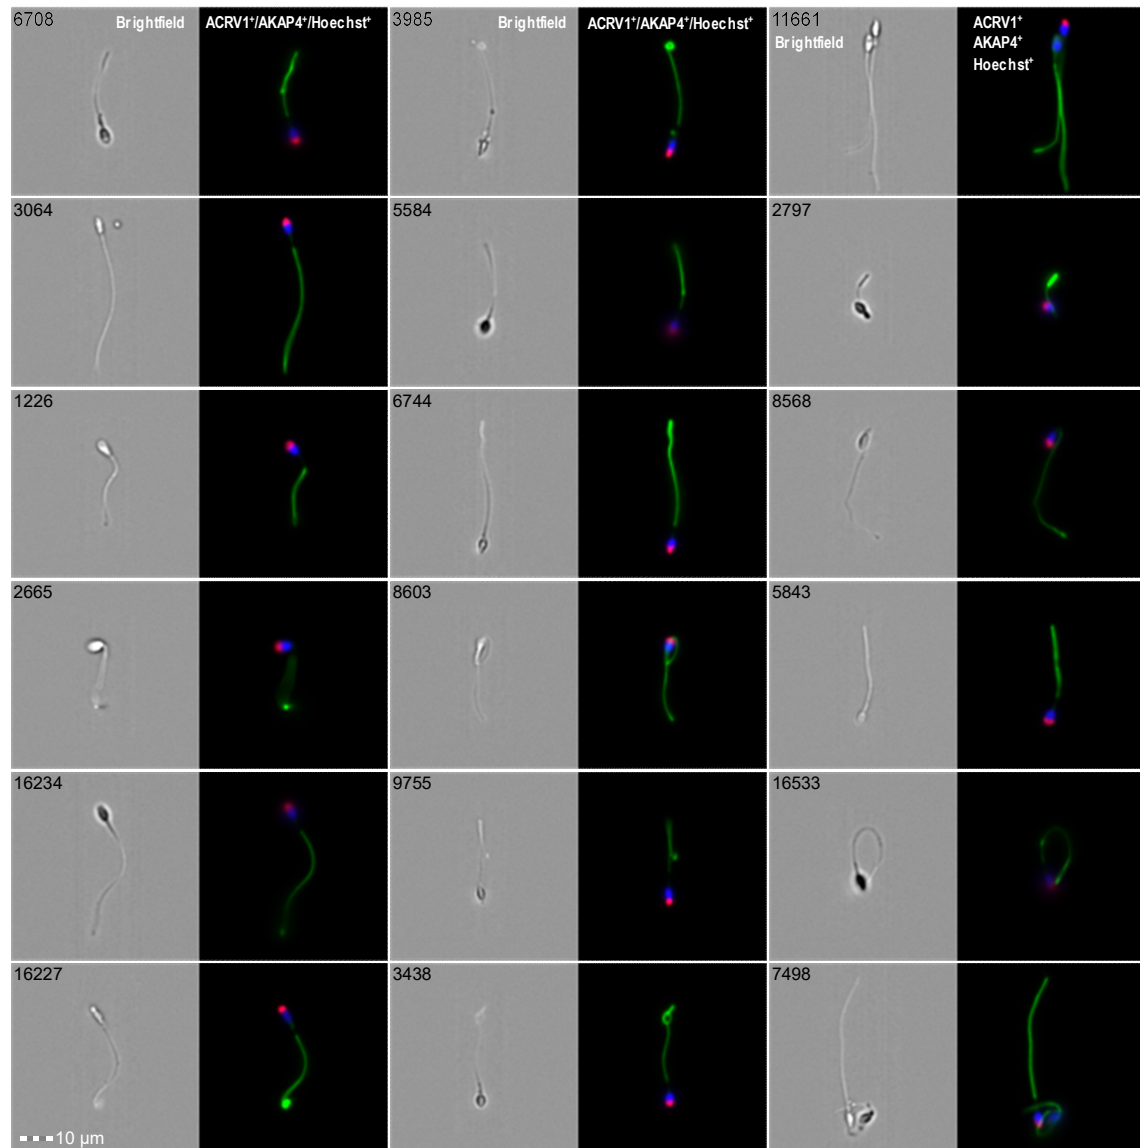 6708 Brightfield ACRV1⁺/AKAP4⁺/Hoechst⁺ 3985 Brightfield ACRV1⁺/AKAP4⁺/Hoechst⁺ 11661 ACRV1⁺
Brightfield AKAP4⁺
Hoechst⁺
3064 5584 2797
1226 6744 8568
2665 8603 5843
16234 9755 16533
16227 3438 7498
10 µm